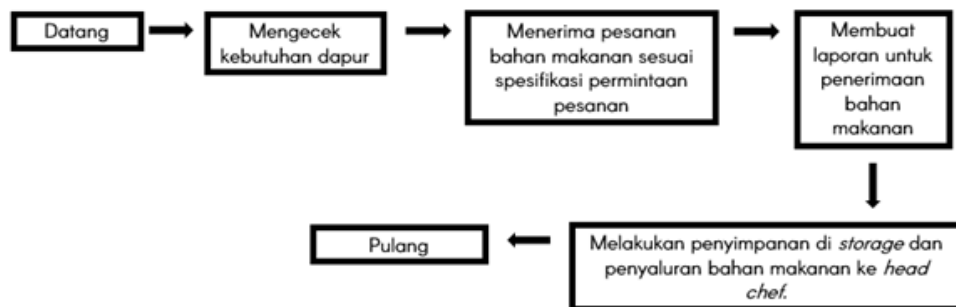 Datang
Mengecek
kebutuhan dapur
Menerima pesanan
bahan makanan sesuai
spesifikasi permintaan
pesanan
Membuat
laporan untuk
penerimaan
bahan
makanan
Melakukan penyimpanan di storage dan
penyaluran bahan makanan ke head
chef.
Pulang